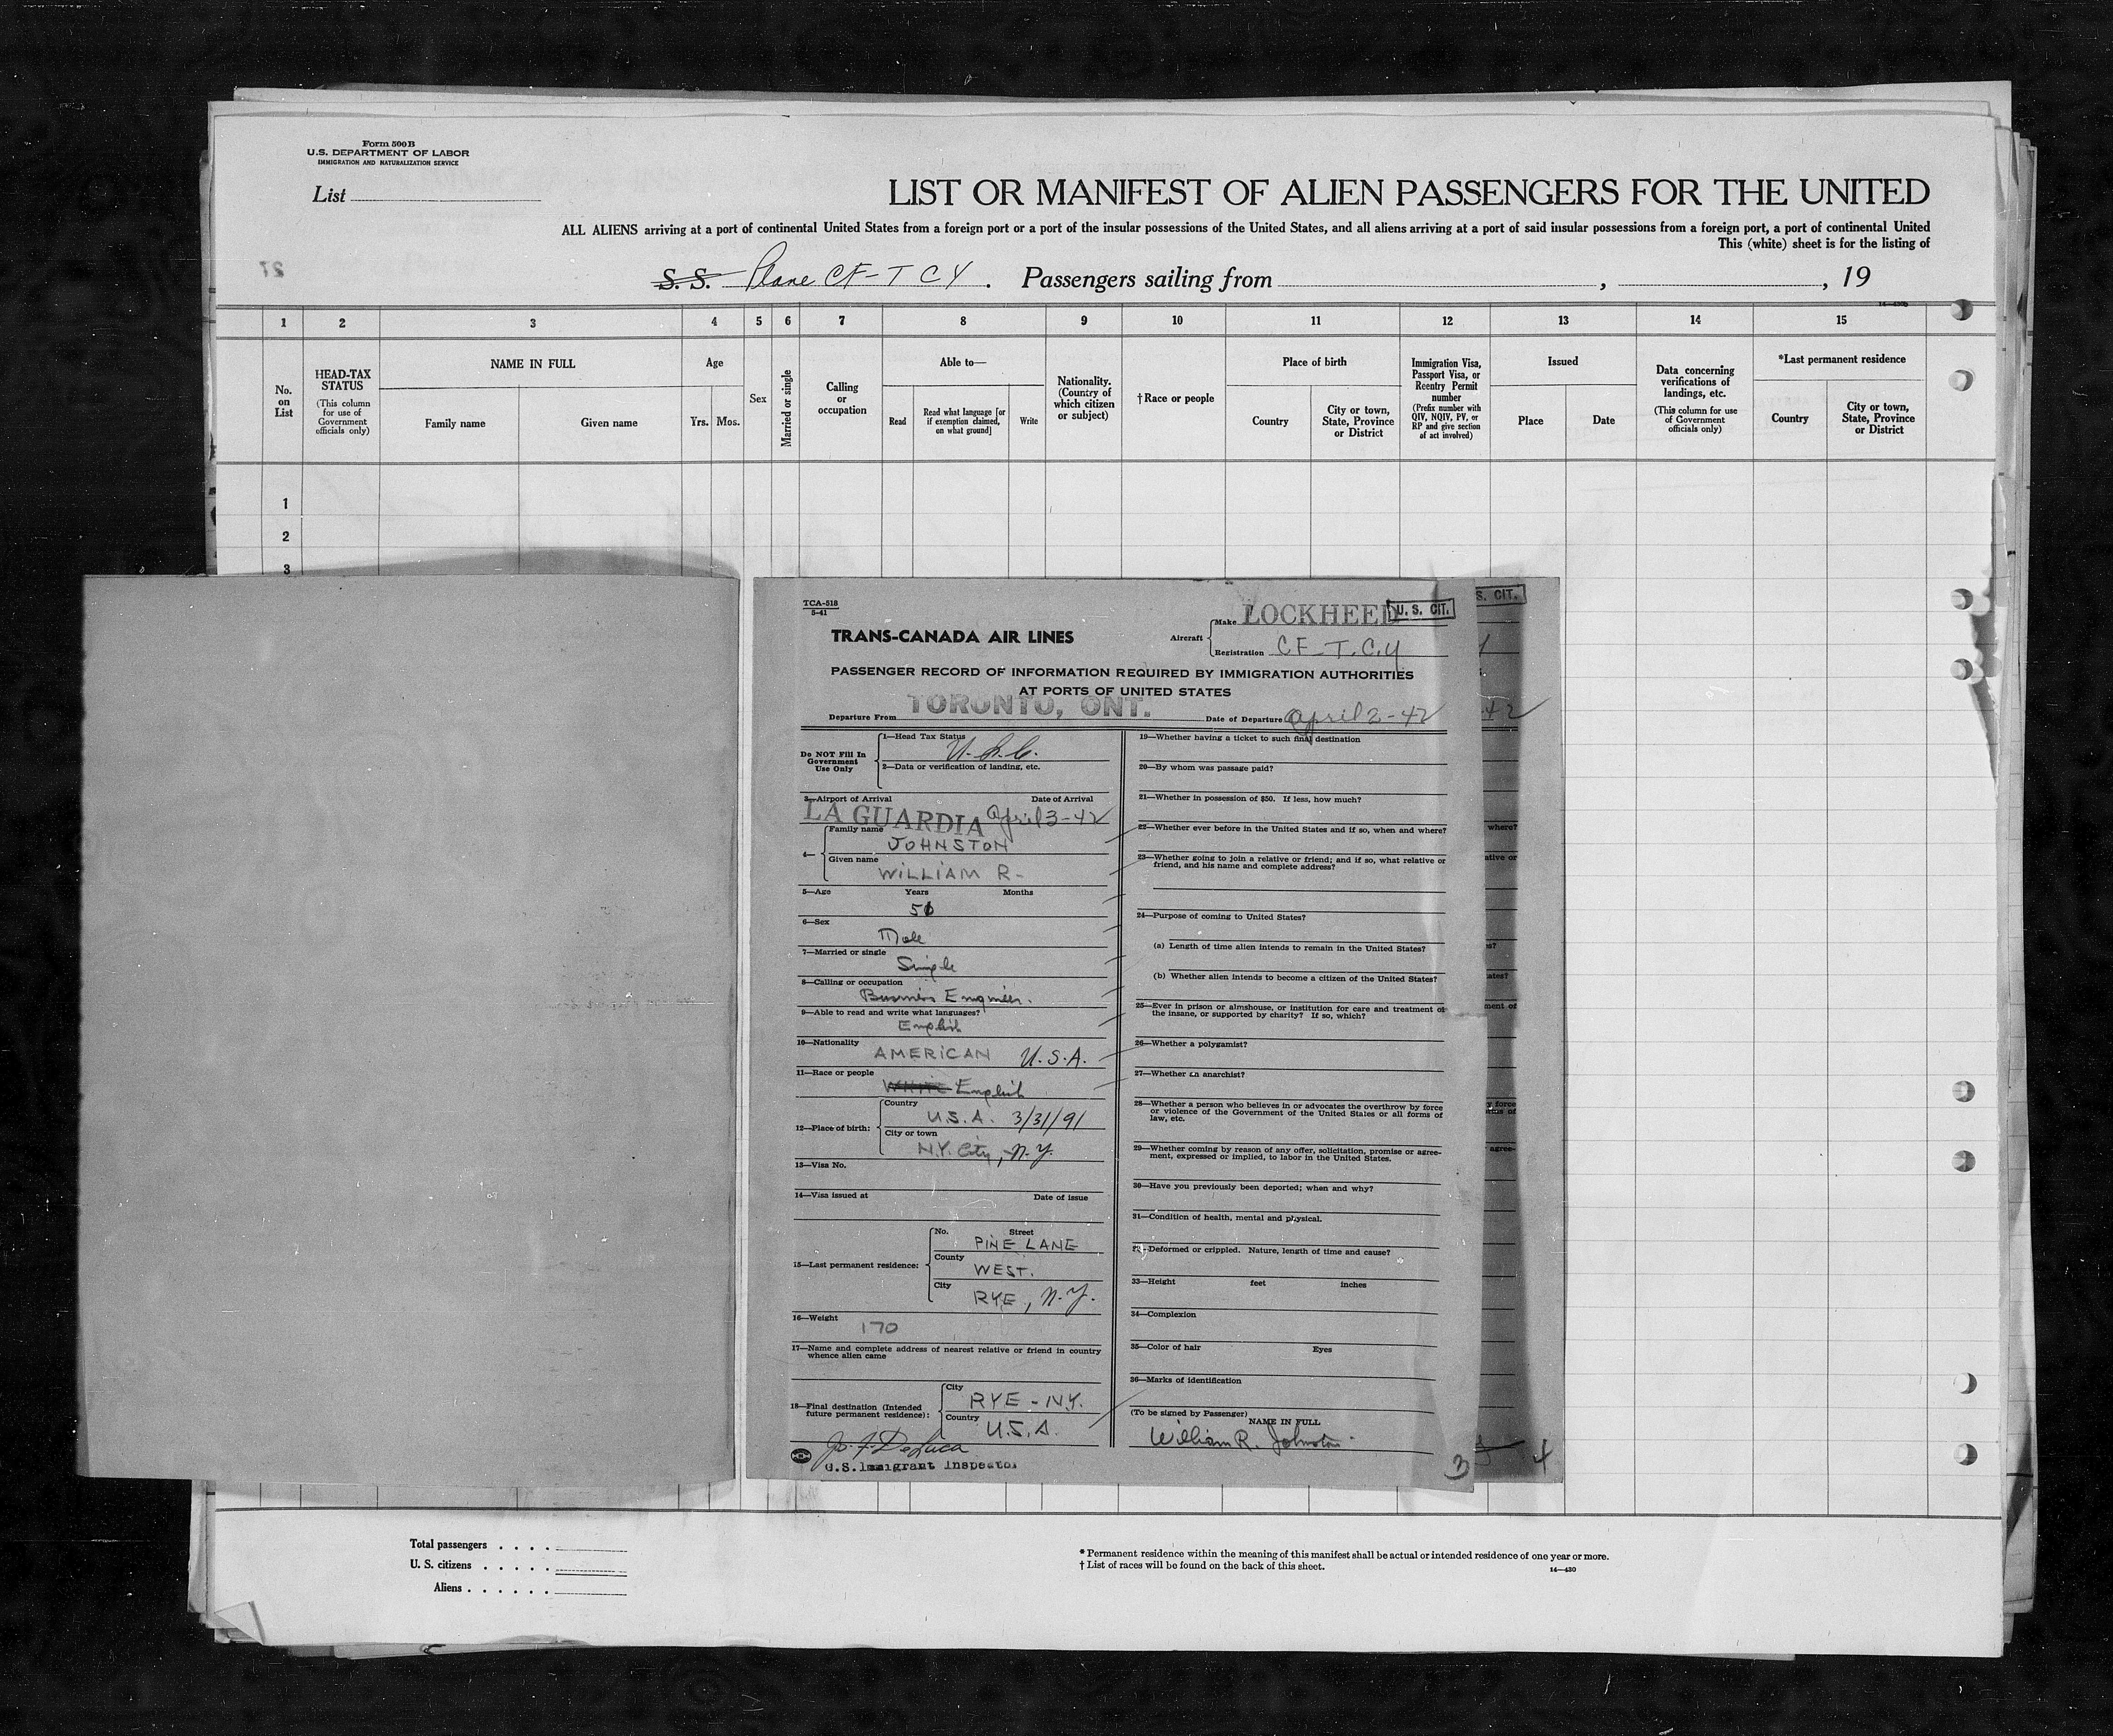 Form 500 B
U.S. DEPARTMENT OF LABOR
IMMIGRATION AND NATURALIZATION SERVICE
List
LIST OR MANIFEST OF ALIEN PASSENGERS FOR THE UNITED
ALL ALIENS arriving at a port of continental United States from a foreign port or a port of the insular possessions of the United States, and all aliens arriving at a port of said insular possessions from a foreign port, a port of continental United
This (white) sheet is for the listing of
S. S. Plane CF-TCY. Passengers sailing from , , 19
1 2 3 4 5 6 7 8 9 10 11 12 13 14 15
No. on List
HEAD-TAX STATUS (This column for use of Government officials only)
NAME IN FULL
Family name Given name
Age
Yrs. Mos.
Sex
Married or single
Calling or occupation
Able to—
Read Read what language [or if exemption claimed, on what ground] Write
Nationality. (Country of which citizen or subject)
†Race or people
Place of birth
Country City or town, State, Province or District
Immigration Visa, Passport Visa, or Reentry Permit number (Prefix number with QIV, NQIV, PV, or RP and give section of act involved)
Issued
Place Date
Data concerning verifications of landings, etc. (This column for use of Government officials only)
*Last permanent residence
Country City or town, State, Province or District
1
2
3
TCA-518
5-41
TRANS-CANADA AIR LINES
Aircraft
Make LOCKHEED
U. S. CIT.
S. CIT.
Registration CF-T.C.Y
PASSENGER RECORD OF INFORMATION REQUIRED BY IMMIGRATION AUTHORITIES
AT PORTS OF UNITED STATES
Departure From TORONTO, ONT. Date of Departure April 2-42
Do NOT Fill In Government Use Only
1—Head Tax Status
2—Data or verification of landing, etc.
3—Airport of Arrival Date of Arrival
LA GUARDIA April 3-42
4— Family name
JOHNSTON
Given name
WILLIAM R-
5—Age Years Months
6—Sex
Male
7—Married or single
Single
8—Calling or occupation
Business Engineer.
9—Able to read and write what languages?
English
10—Nationality
AMERICAN U.S.A.
11—Race or people
WHITE English
12—Place of birth: Country
U.S.A. 3/31/91
City or town
N.Y. City, N.Y.
13—Visa No.
14—Visa issued at Date of issue
15—Last permanent residence:
No. Street
PINE LANE
County
WEST.
City
RYE, N.Y.
16—Weight
170
17—Name and complete address of nearest relative or friend in country whence alien came
18—Final destination (Intended future permanent residence):
City
RYE - N.Y.
Country
U.S.A.
Jo. F. DeLuca
U.S. Immigrant Inspector
19—Whether having a ticket to such final destination
20—By whom was passage paid?
21—Whether in possession of $50. If less, how much?
22—Whether ever before in the United States and if so, when and where?
23—Whether going to join a relative or friend; and if so, what relative or friend, and his name and complete address?
24—Purpose of coming to United States?
(a) Length of time alien intends to remain in the United States?
(b) Whether alien intends to become a citizen of the United States?
25—Ever in prison or almshouse, or institution for care and treatment of the insane, or supported by charity? If so, which?
26—Whether a polygamist?
27—Whether an anarchist?
28—Whether a person who believes in or advocates the overthrow by force or violence of the Government of the United States or all forms of law, etc.
29—Whether coming by reason of any offer, solicitation, promise or agreement, expressed or implied, to labor in the United States.
30—Have you previously been deported; when and why?
31—Condition of health, mental and physical.
32—Deformed or crippled. Nature, length of time and cause?
33—Height feet inches
34—Complexion
35—Color of hair Eyes
36—Marks of identification
(To be signed by Passenger)
NAME IN FULL
William R. Johnston
3
4
Total passengers . . . .
U. S. citizens . . . . .
Aliens . . . . . .
* Permanent residence within the meaning of this manifest shall be actual or intended residence of one year or more.
† List of races will be found on the back of this sheet.
14—430